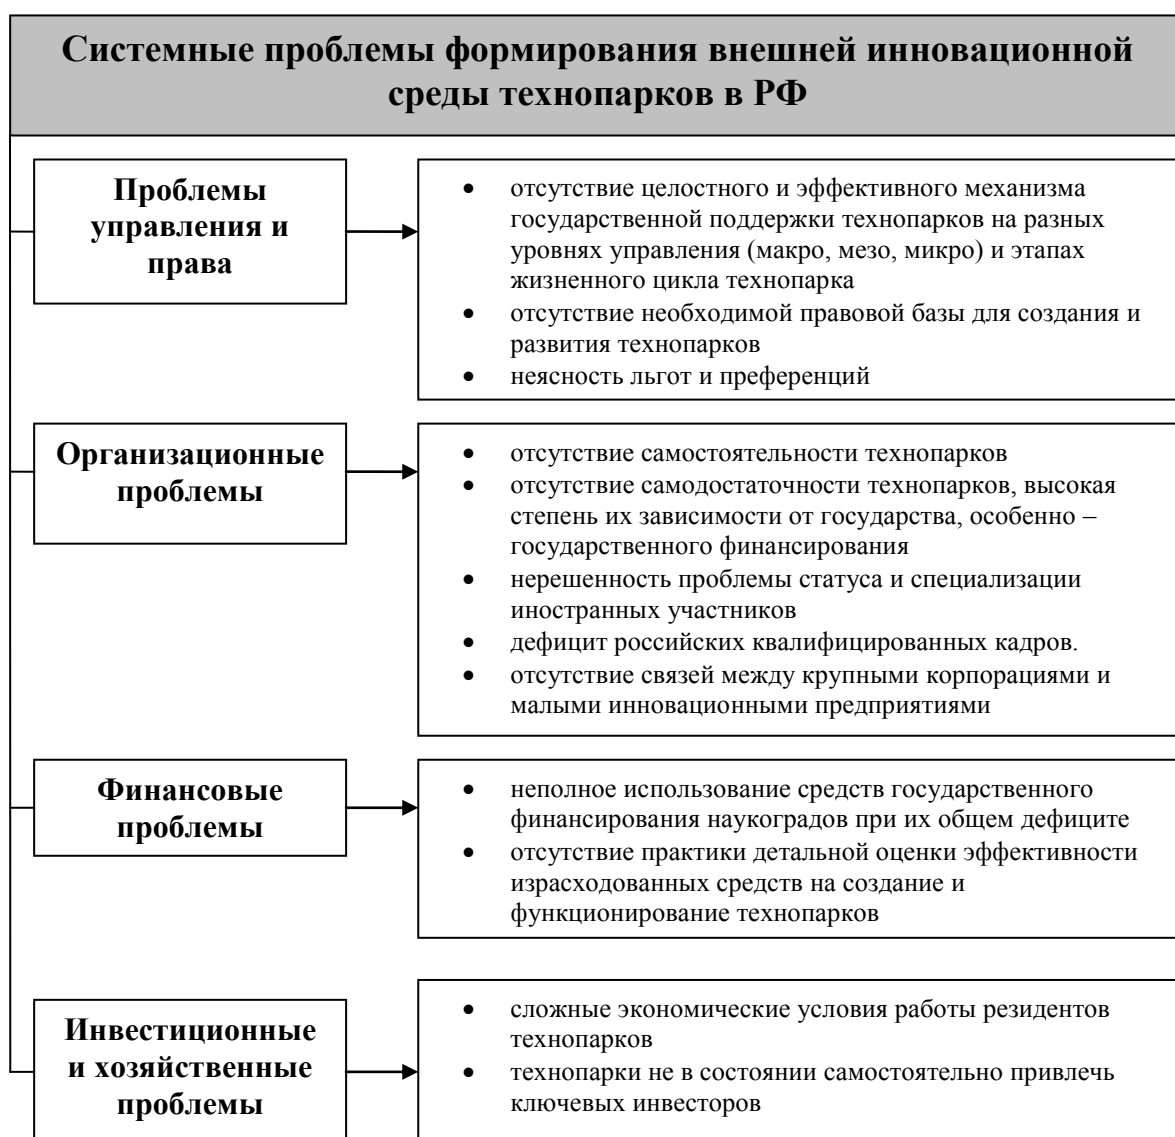 Системные проблемы формирования внешней инновационной
среды технопарков в РФ
Проблемы
управления и
права
• отсутствие целостного и эффективного механизма
государственной поддержки технопарков на разных
уровнях управления (макро, мезо, микро) и этапах
жизненного цикла технопарка
• отсутствие необходимой правовой базы для создания и
развития технопарков
• неясность льгот и преференций
Организационные
проблемы
• отсутствие самостоятельности технопарков
• отсутствие самодостаточности технопарков, высокая
степень их зависимости от государства, особенно –
государственного финансирования
• нерешенность проблемы статуса и специализации
иностранных участников
• дефицит российских квалифицированных кадров.
• отсутствие связей между крупными корпорациями и
малыми инновационными предприятиями
Финансовые
проблемы
• неполное использование средств государственного
финансирования наукоградов при их общем дефиците
• отсутствие практики детальной оценки эффективности
израсходованных средств на создание и
функционирование технопарков
Инвестиционные
и хозяйственные
проблемы
• сложные экономические условия работы резидентов
технопарков
• технопарки не в состоянии самостоятельно привлечь
ключевых инвесторов